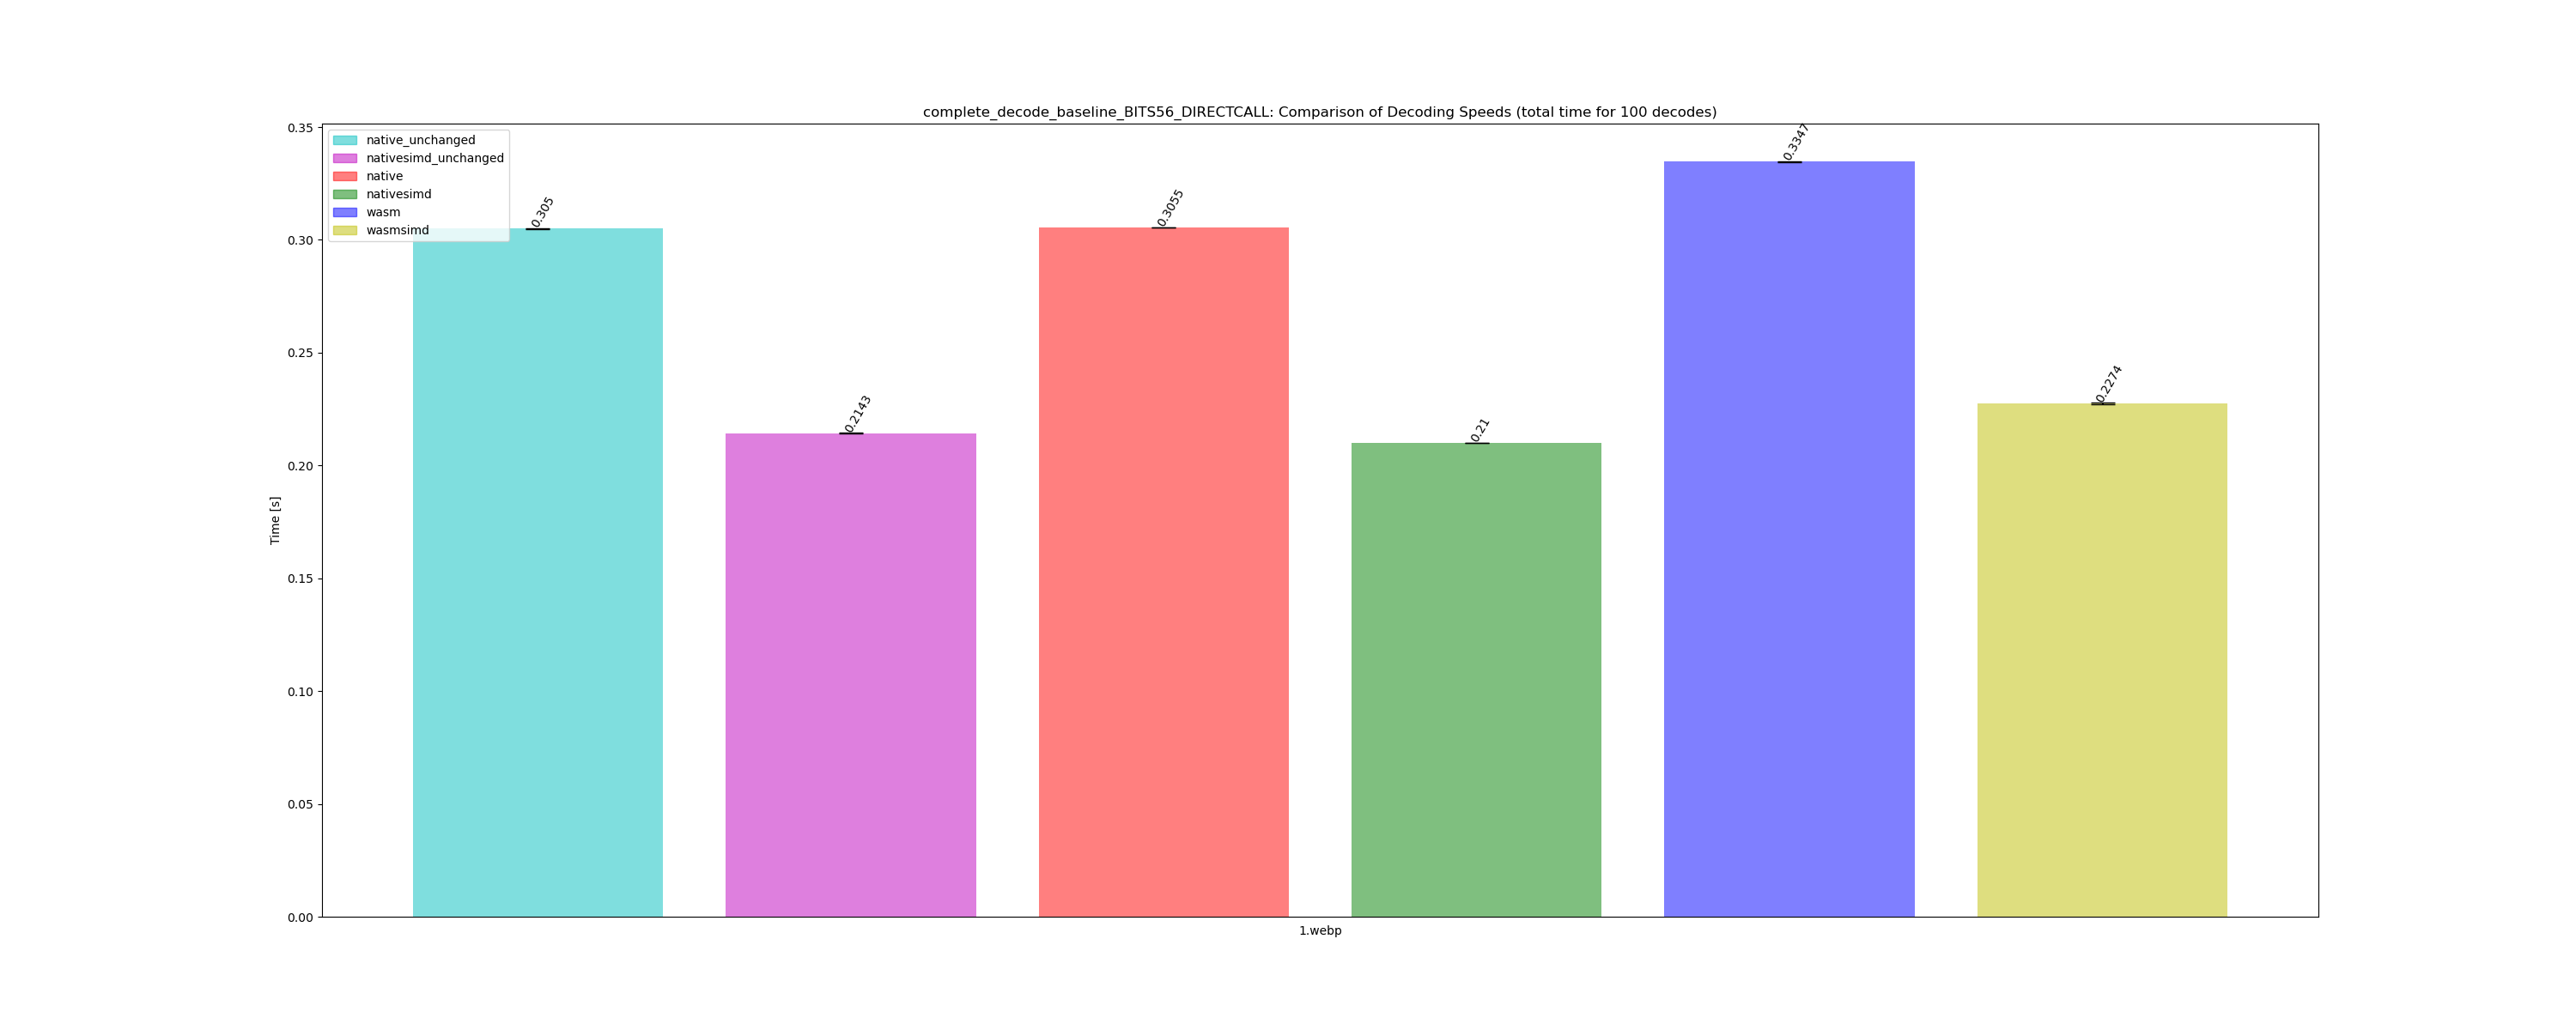 complete_decode_baseline_BITS56_DIRECTCALL: Comparison of Decoding Speeds (total time for 100 decodes)
native_unchanged
nativesimd_unchanged
native
nativesimd
wasm
wasmsimd
0.305
0.2143
0.3055
0.21
0.3347
0.2274
Time [s]
0.35
0.30
0.25
0.20
0.15
0.10
0.05
0.00
1.webp